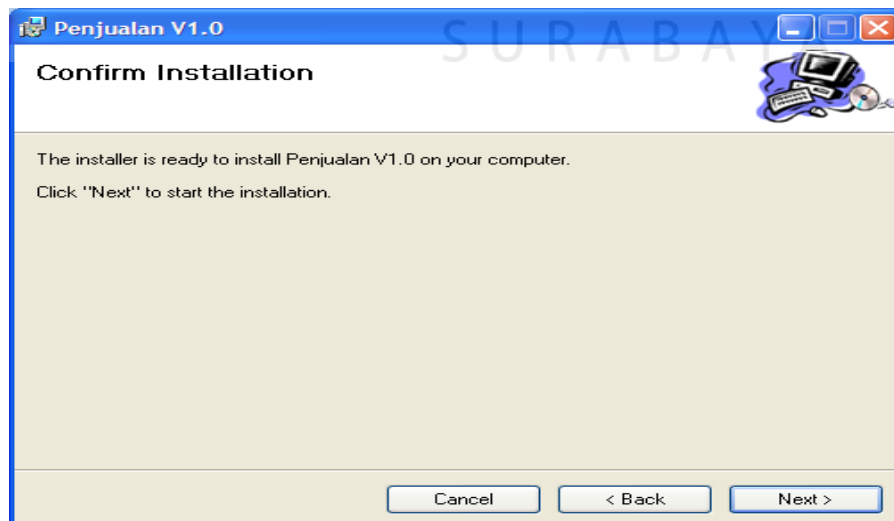 Penjualan V1.0
SURABAY
Confirm Installation
The installer is ready to install Penjualan V1.0 on your computer.
Click "Next" to start the installation.
Cancel
< Back
Next >